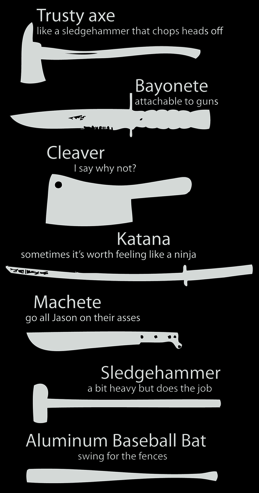 Trusty axe
like a sledgehammer that chops heads off
Bayonete
attachable to guns
Cleaver
I say why not?
Katana
sometimes it's worth feeling like a ninja
Machete
go all Jason on their asses
Sledgehammer
a bit heavy but does the job
Aluminum Baseball Bat
swing for the fences